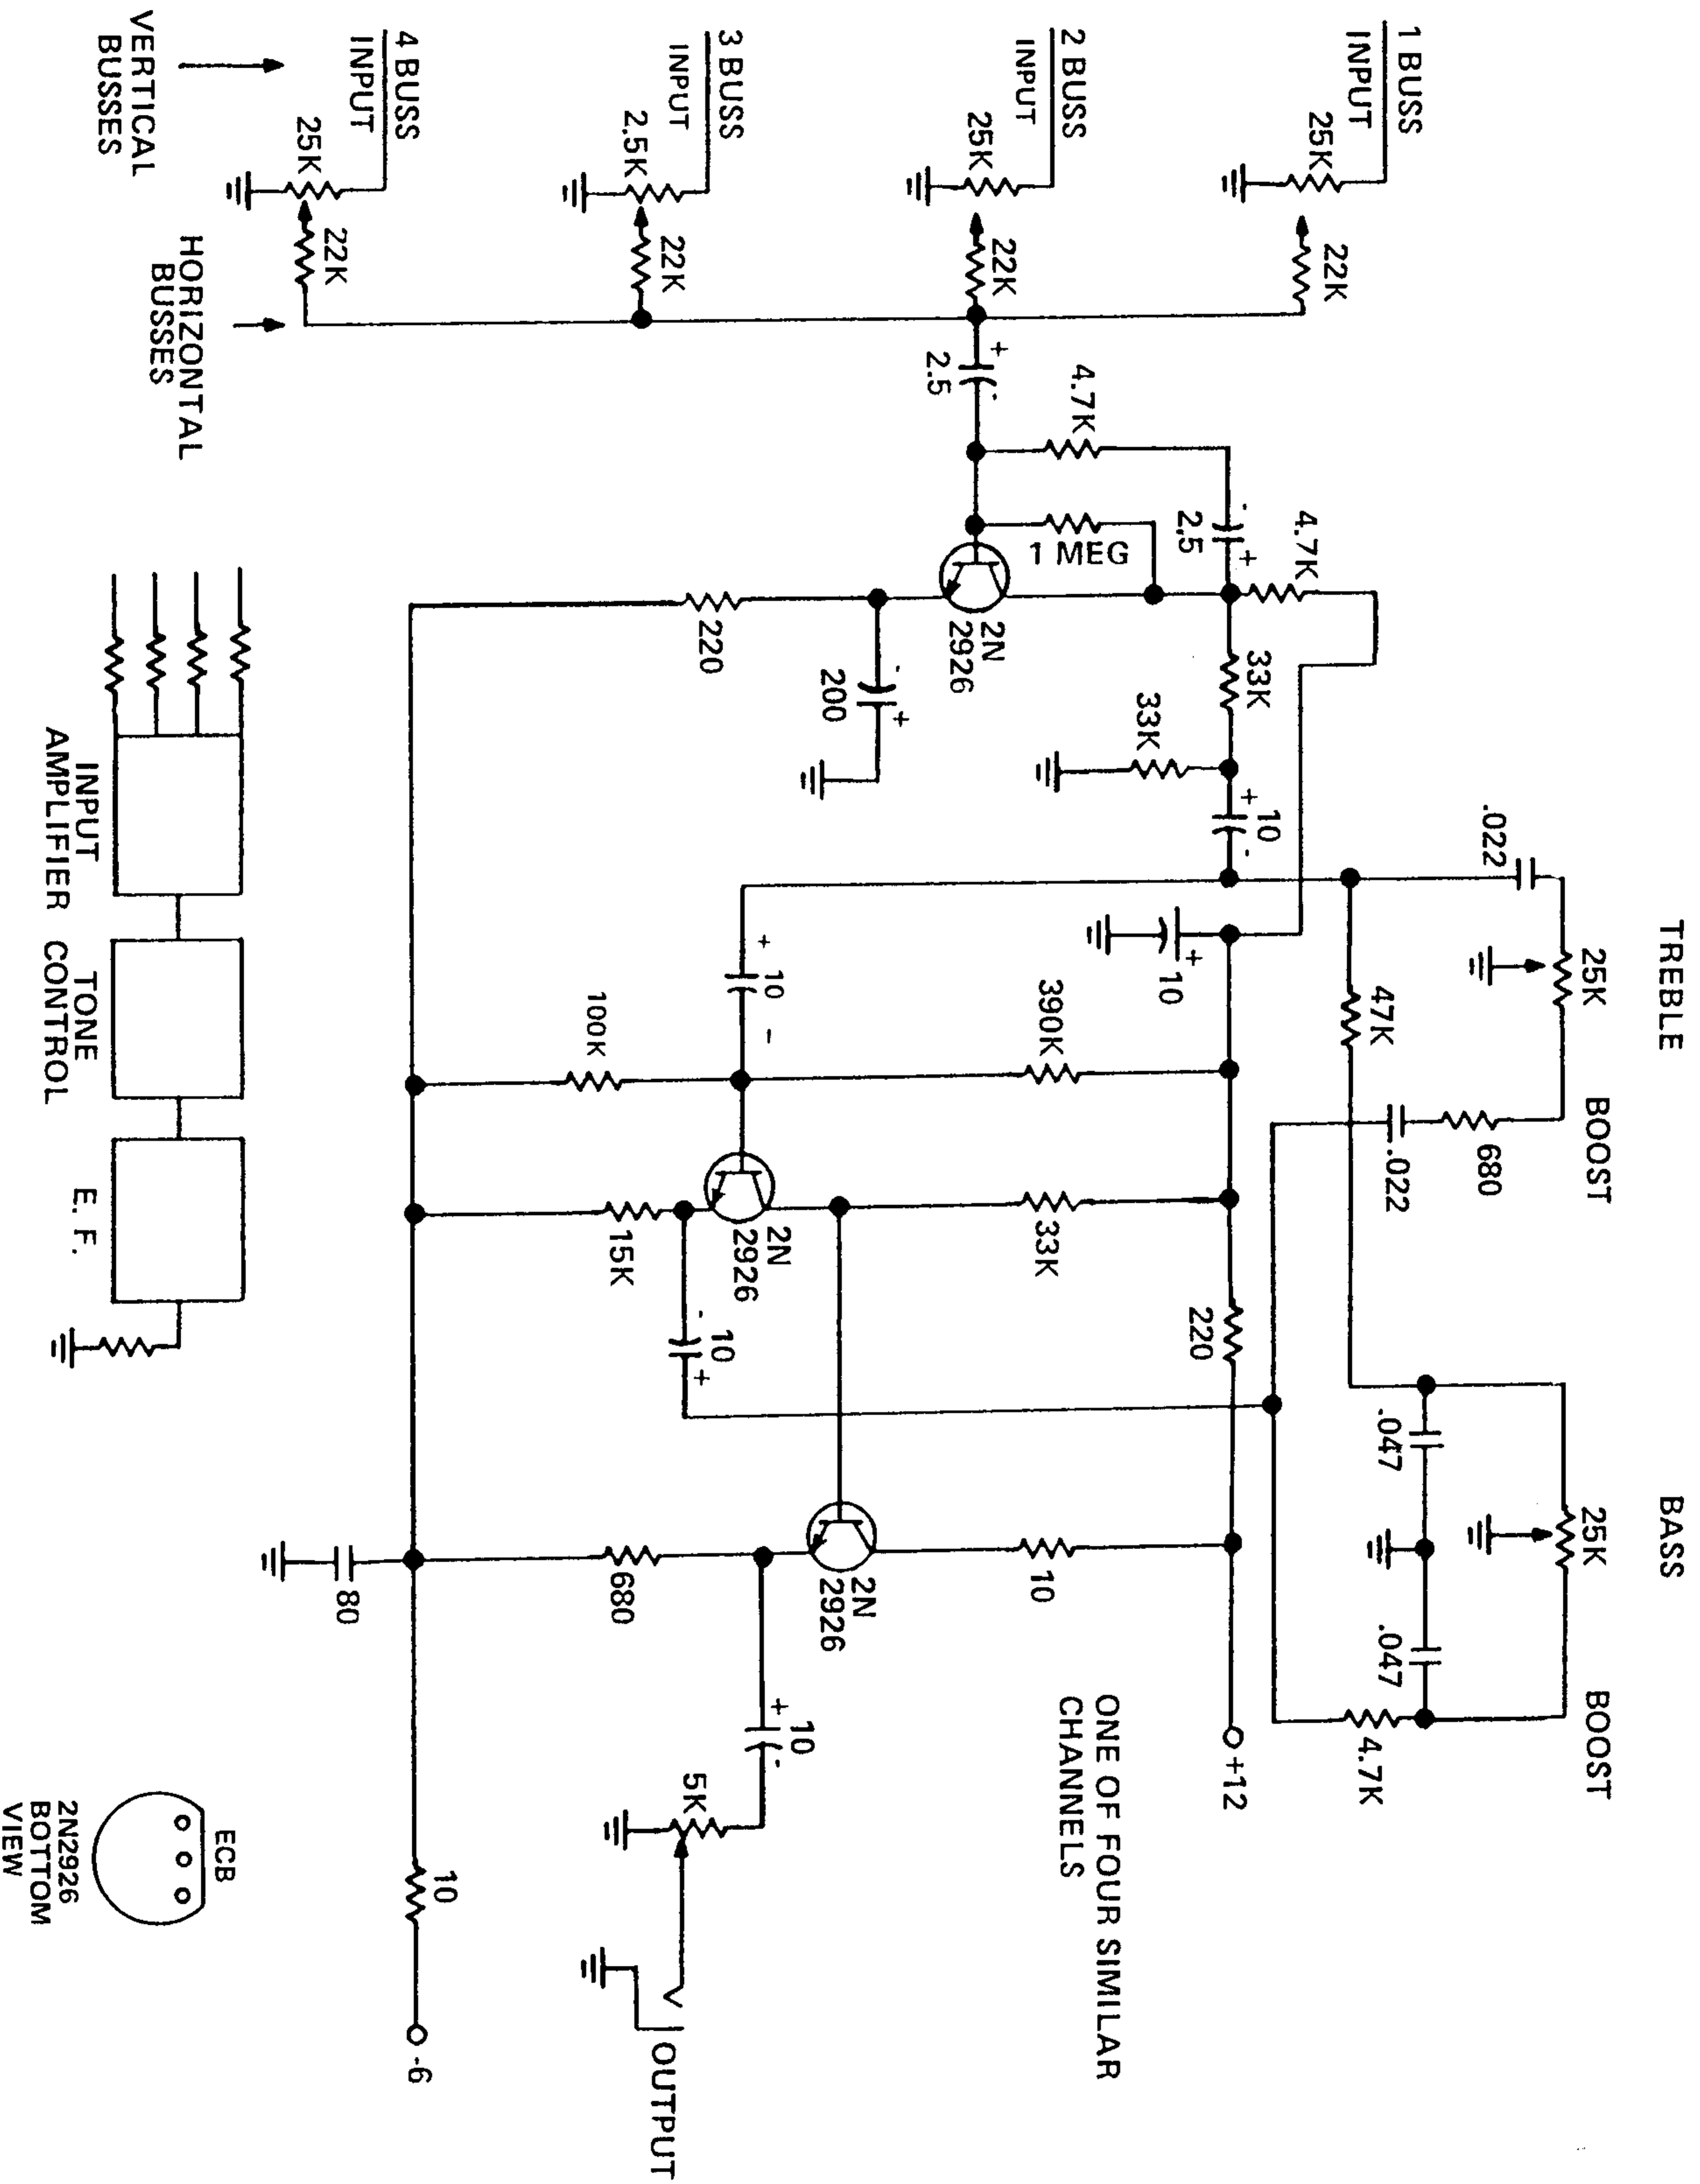 TREBLE
BOOST
BASS
BOOST
25K
25K
.022
680
.022
47K
.047
.047
4.7K
1 BUSS
INPUT
25K
22K
2 BUSS
INPUT
25K
22K
3 BUSS
INPUT
2.5K
22K
4 BUSS
INPUT
25K
22K
VERTICAL
BUSSES
HORIZONTAL
BUSSES
+
2.5
-
4.7K
-
2.5
+
4.7K
1 MEG
2N
2926
220
-
200
+
33K
33K
+
10
-
+
10
+
10
-
390K
100K
33K
2N
2926
15K
-
10
+
220
10
2N
2926
680
80
+
10
-
5K
OUTPUT
+12
10
-6
ONE OF FOUR SIMILAR
CHANNELS
INPUT
AMPLIFIER
TONE
CONTROL
E. F.
ECB
2N2926
BOTTOM
VIEW